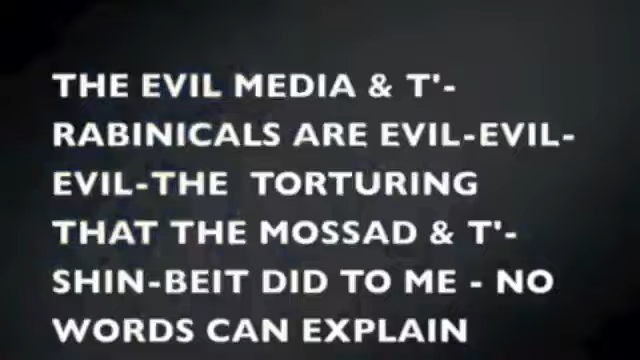 THE EVIL MEDIA & T'-
RABINICALS ARE EVIL-EVIL-
EVIL-THE  TORTURING
THAT THE MOSSAD & T'-
SHIN-BEIT DID TO ME - NO
WORDS CAN EXPLAIN